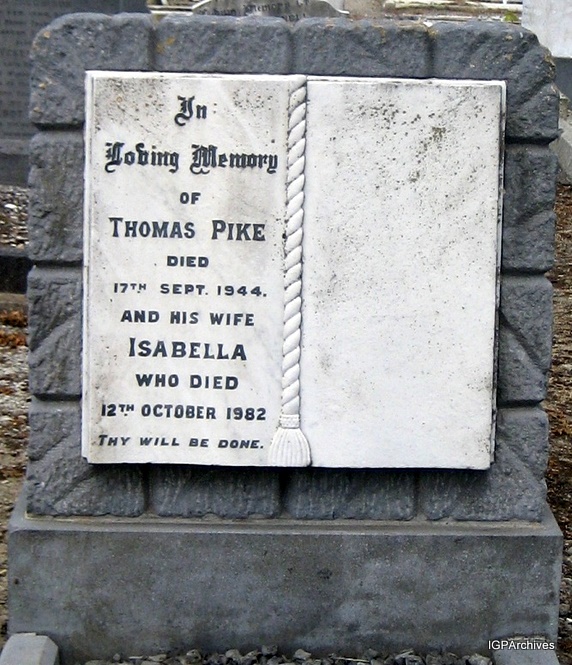 In
Loving Memory
OF
THOMAS PIKE
DIED
17TH SEPT. 1944.
AND HIS WIFE
ISABELLA
WHO DIED
12TH OCTOBER 1982
THY WILL BE DONE.
IGPArchives